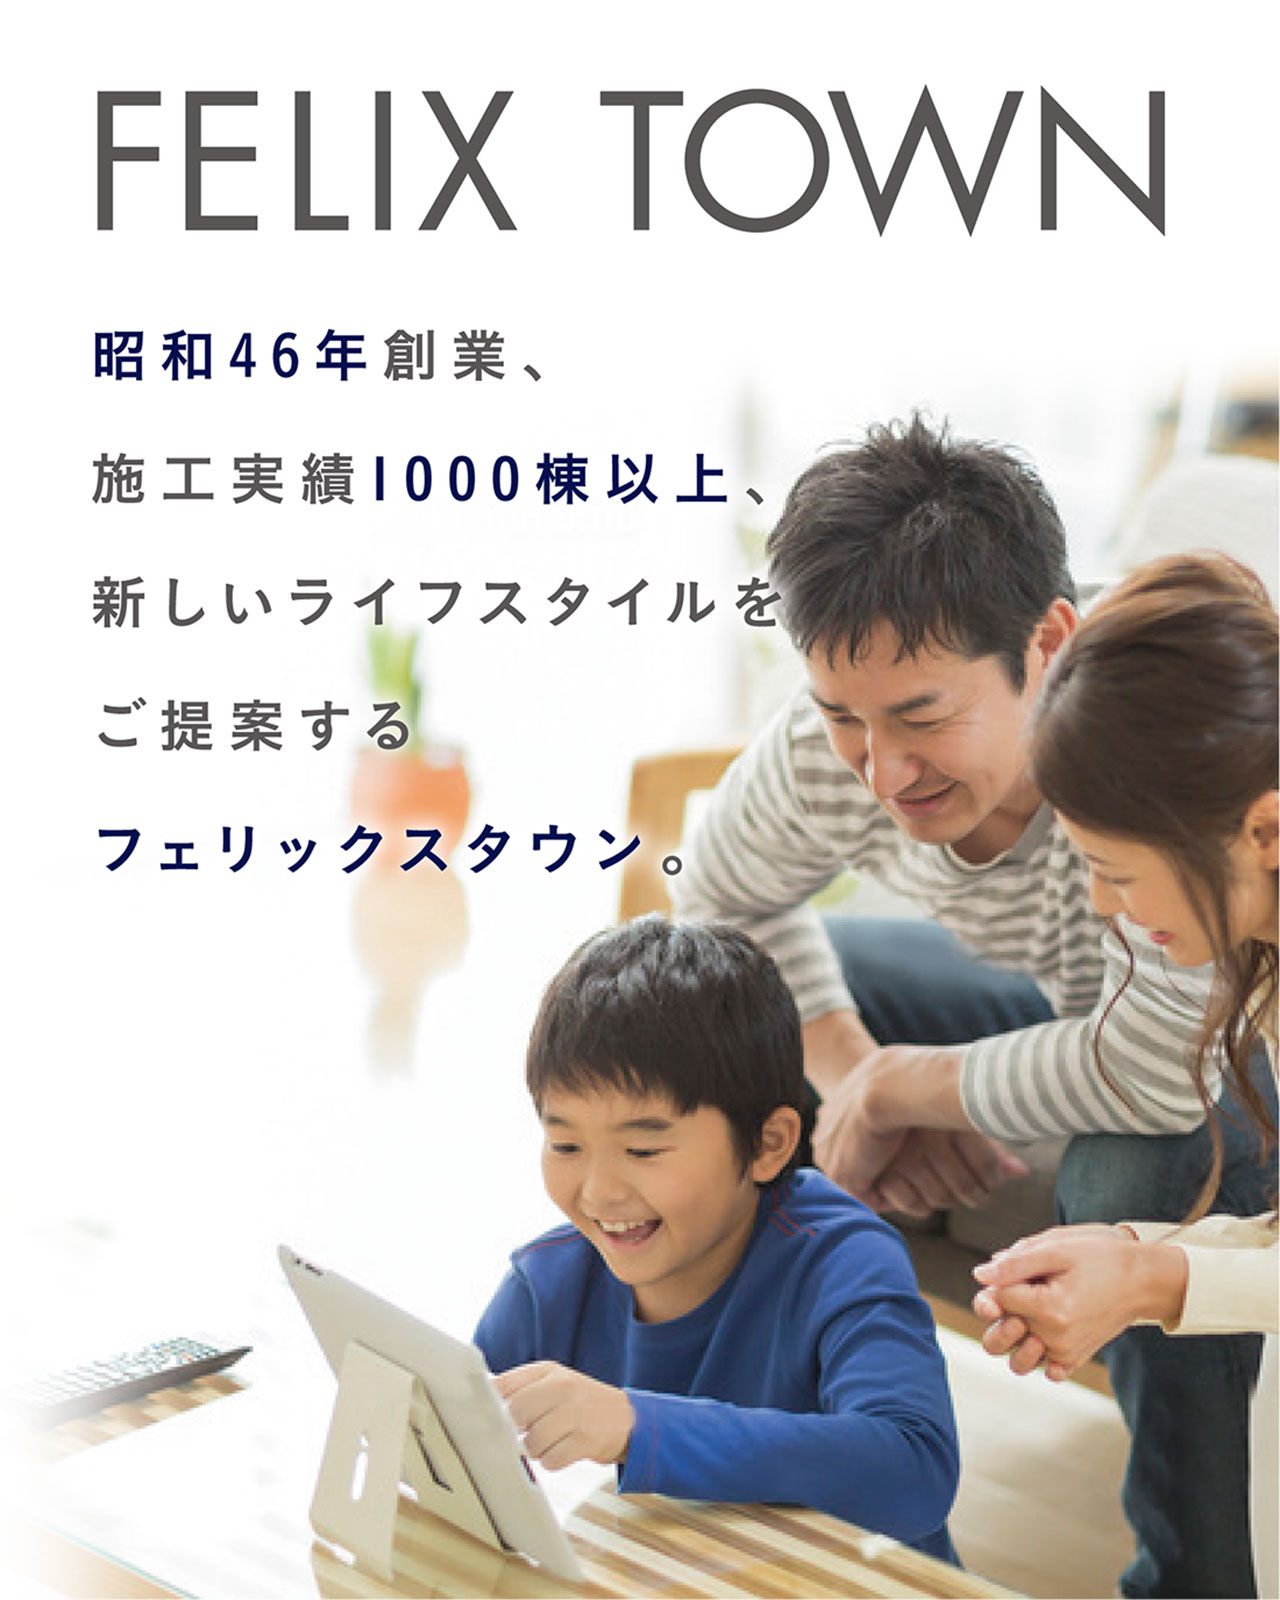 FELIX TOWN
昭和46年創業、
施工実績1000棟以上、
新しいライフスタイルを
ご提案する
フェリックスタウン。